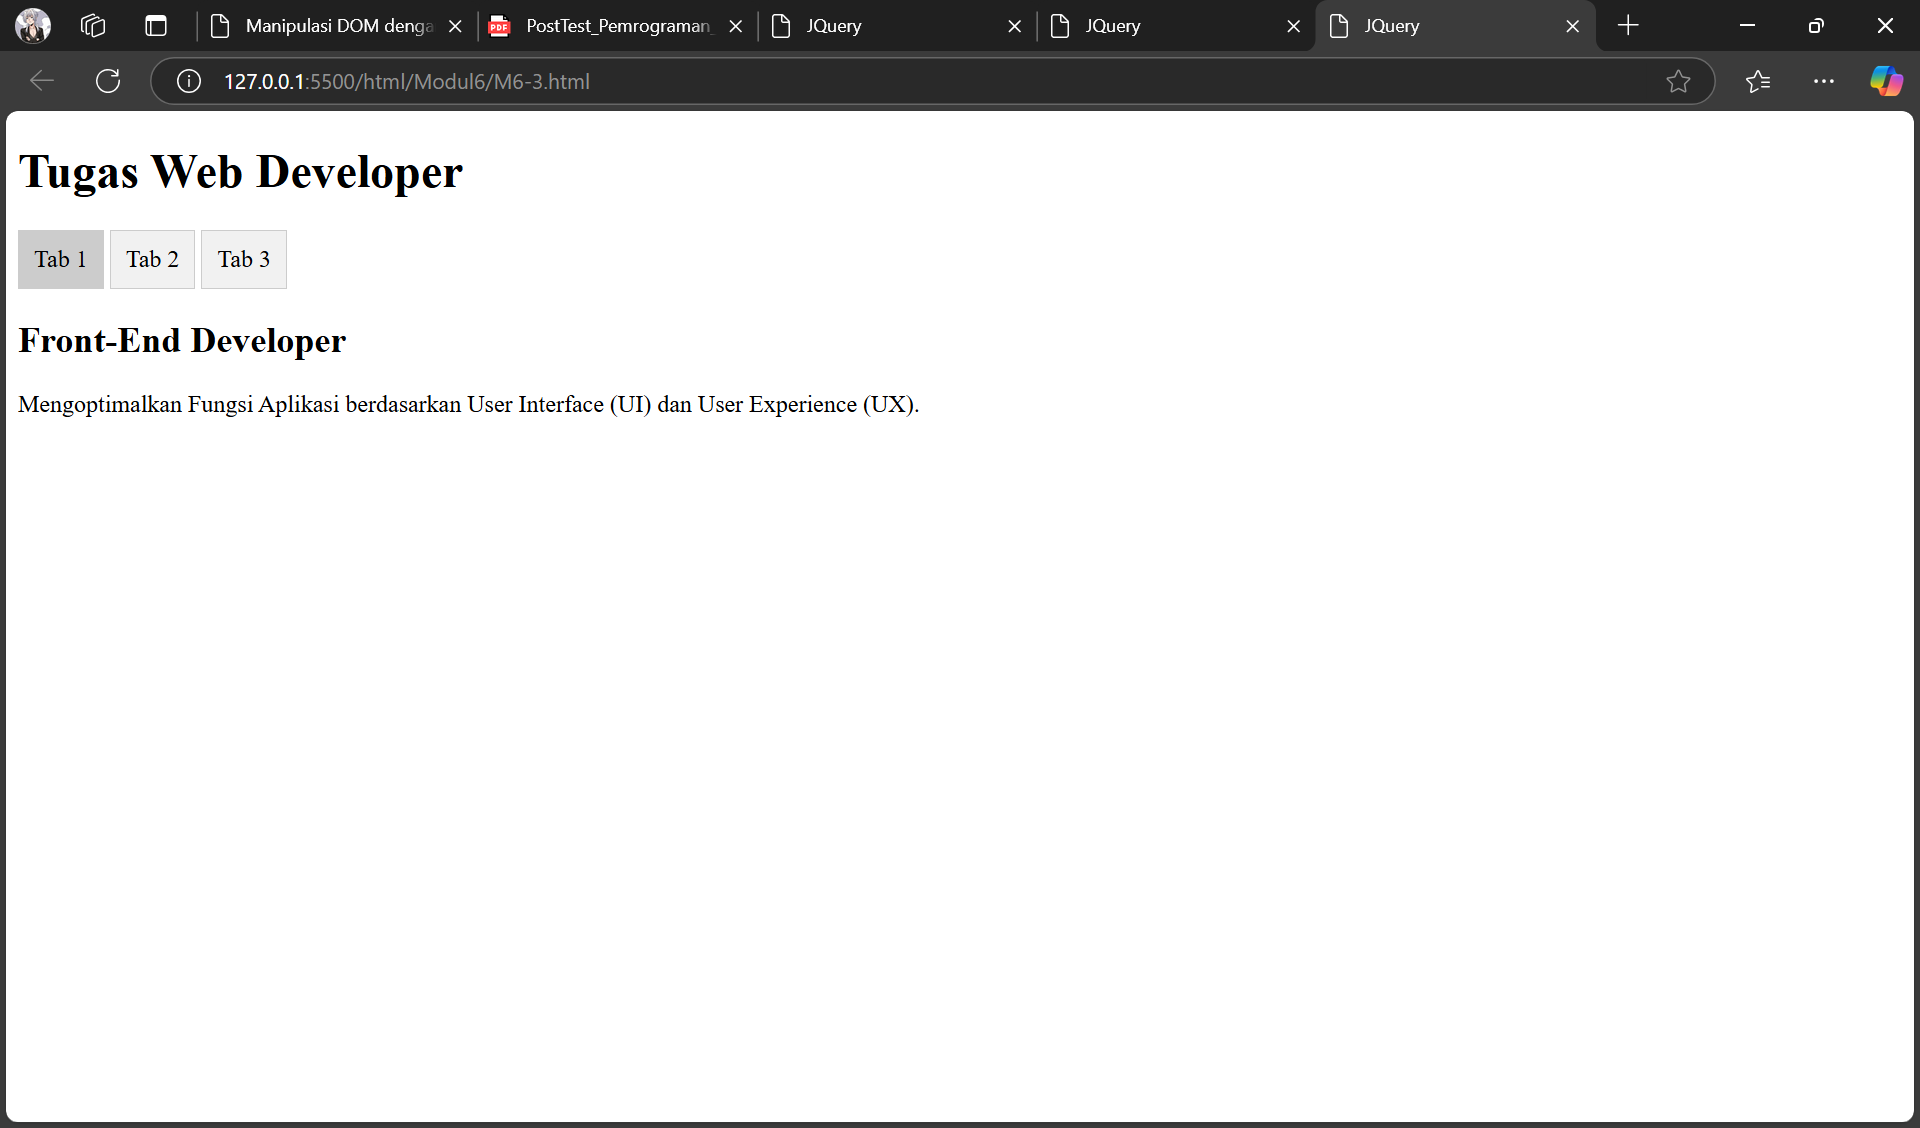 Manipulasi DOM denga
PDF
PostTest_Pemrograman_
JQuery
JQuery
JQuery
127.0.0.1:5500/html/Modul6/M6-3.html
Tugas Web Developer
Tab 1 Tab 2 Tab 3
Front-End Developer
Mengoptimalkan Fungsi Aplikasi berdasarkan User Interface (UI) dan User Experience (UX).